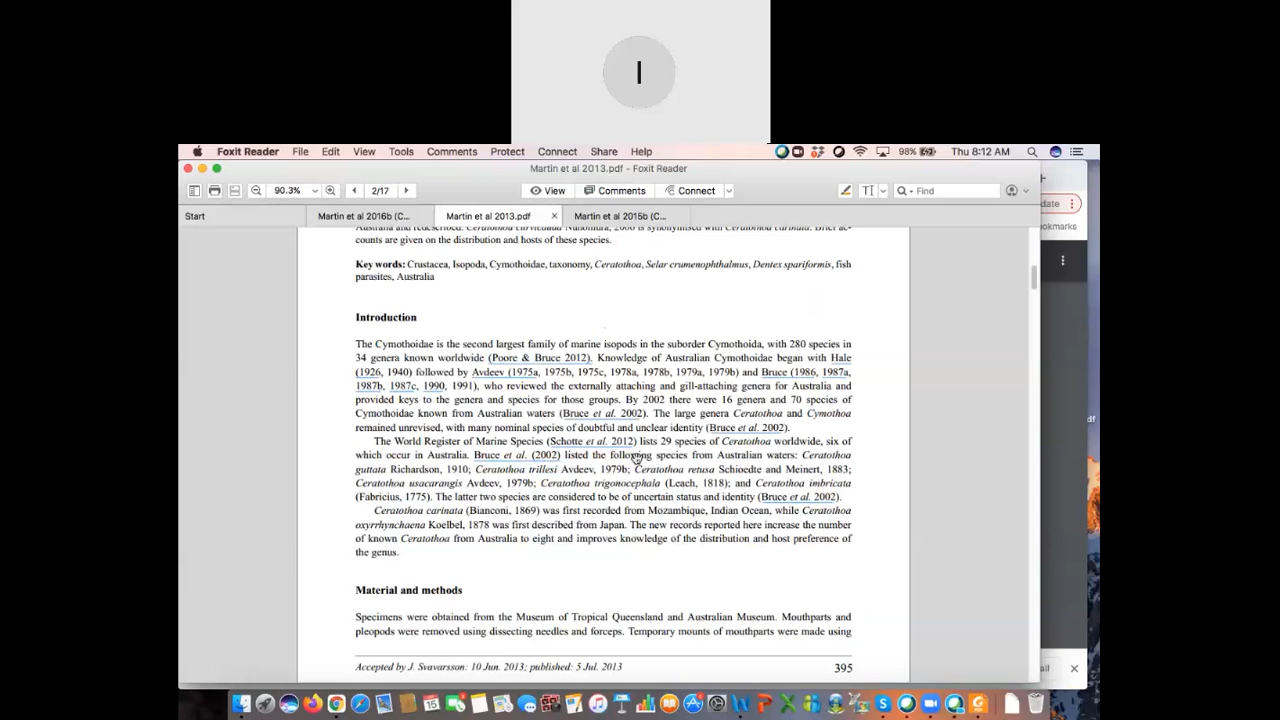 I
Foxit Reader File Edit View Tools Comments Protect Connect Share Help 98% Thu 8:12 AM
Martin et al 2013.pdf - Foxit Reader
90.3% 2/17 View Comments Connect Find
Start Martin et al 2016b (C... Martin et al 2013.pdf × Martin et al 2015b (C...
date
okmarks
Australia and redescribed. Ceratothoa curvicauda Nunomura, 2006 is synonymised with Ceratothoa carinata. Brief ac-
counts are given on the distribution and hosts of these species.
Key words: Crustacea, Isopoda, Cymothoidae, taxonomy, Ceratothoa, Selar crumenophthalmus, Dentex spariformis, fish
parasites, Australia
Introduction
The Cymothoidae is the second largest family of marine isopods in the suborder Cymothoida, with 280 species in
34 genera known worldwide (Poore & Bruce 2012). Knowledge of Australian Cymothoidae began with Hale
(1926, 1940) followed by Avdeev (1975a, 1975b, 1975c, 1978a, 1978b, 1979a, 1979b) and Bruce (1986, 1987a,
1987b, 1987c, 1990, 1991), who reviewed the externally attaching and gill-attaching genera for Australia and
provided keys to the genera and species for those groups. By 2002 there were 16 genera and 70 species of
Cymothoidae known from Australian waters (Bruce et al. 2002). The large genera Ceratothoa and Cymothoa
remained unrevised, with many nominal species of doubtful and unclear identity (Bruce et al. 2002).
The World Register of Marine Species (Schotte et al. 2012) lists 29 species of Ceratothoa worldwide, six of
which occur in Australia. Bruce et al. (2002) listed the following species from Australian waters: Ceratothoa
guttata Richardson, 1910; Ceratothoa trillesi Avdeev, 1979b; Ceratothoa retusa Schioedte and Meinert, 1883;
Ceratothoa usacarangis Avdeev, 1979b; Ceratothoa trigonocephala (Leach, 1818); and Ceratothoa imbricata
(Fabricius, 1775). The latter two species are considered to be of uncertain status and identity (Bruce et al. 2002).
Ceratothoa carinata (Bianconi, 1869) was first recorded from Mozambique, Indian Ocean, while Ceratothoa
oxyrrhynchaena Koelbel, 1878 was first described from Japan. The new records reported here increase the number
of known Ceratothoa from Australia to eight and improves knowledge of the distribution and host preference of
the genus.
Material and methods
Specimens were obtained from the Museum of Tropical Queensland and Australian Museum. Mouthparts and
pleopods were removed using dissecting needles and forceps. Temporary mounts of mouthparts were made using
Accepted by J. Svavarsson: 10 Jun. 2013; published: 5 Jul. 2013 395